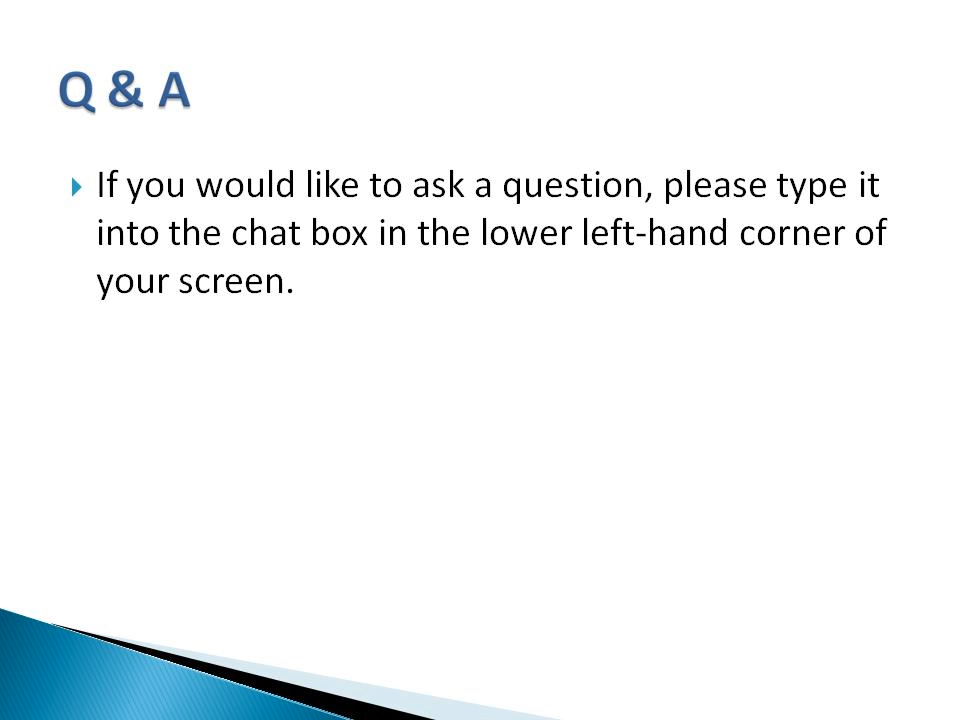 Q & A
If you would like to ask a question, please type it
into the chat box in the lower left-hand corner of
your screen.